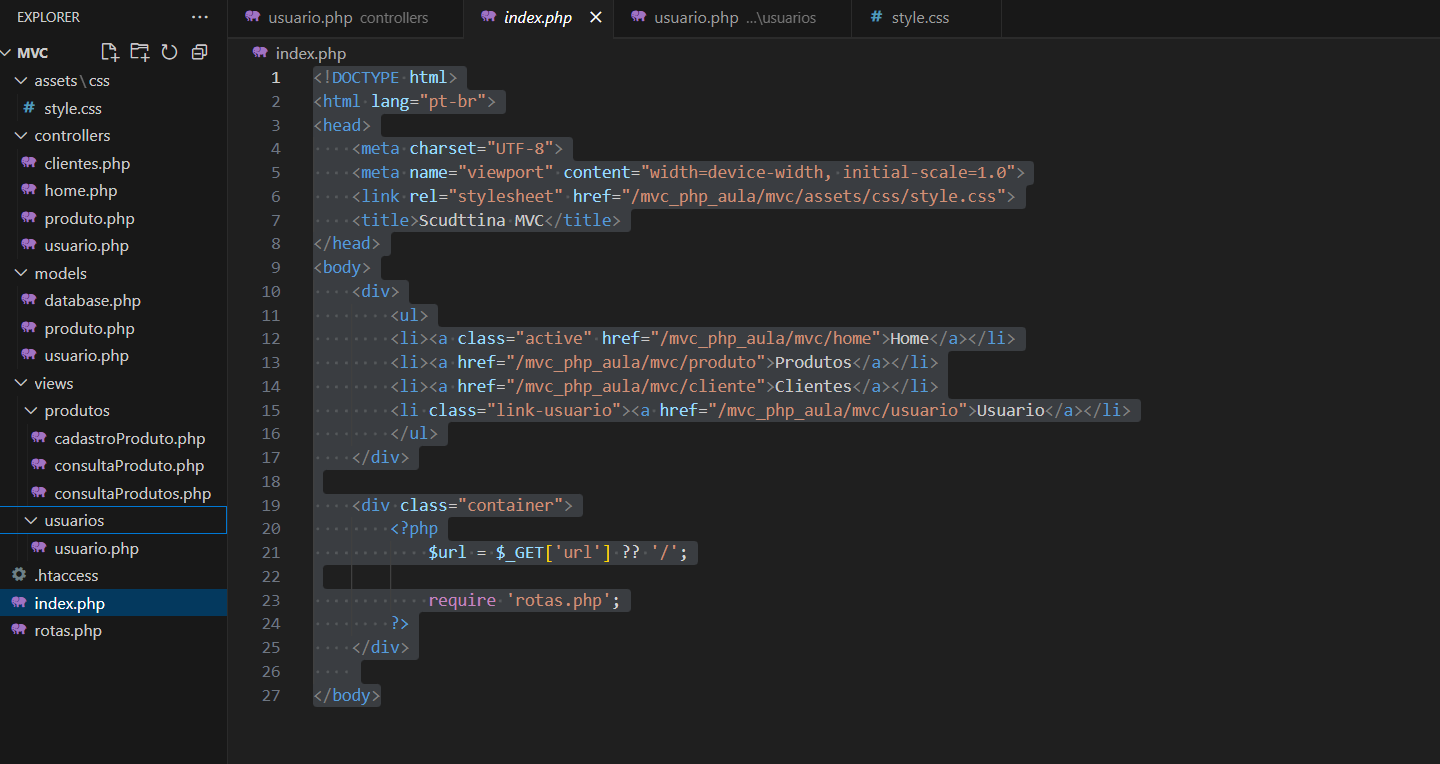 EXPLORER ...
MVC
assets \ css
# style.css
controllers
clientes.php
home.php
produto.php
usuario.php
models
database.php
produto.php
usuario.php
views
produtos
cadastroProduto.php
consultaProduto.php
consultaProdutos.php
usuarios
usuario.php
.htaccess
index.php
rotas.php
usuario.php controllers
index.php
usuario.php ...\usuarios
# style.css
index.php
1 <!DOCTYPE html>
2 <html lang="pt-br">
3 <head>
4     <meta charset="UTF-8">
5     <meta name="viewport" content="width=device-width, initial-scale=1.0">
6     <link rel="stylesheet" href="/mvc_php_aula/mvc/assets/css/style.css">
7     <title>Scudttina MVC</title>
8 </head>
9 <body>
10     <div>
11         <ul>
12         <li><a class="active" href="/mvc_php_aula/mvc/home">Home</a></li>
13         <li><a href="/mvc_php_aula/mvc/produto">Produtos</a></li>
14         <li><a href="/mvc_php_aula/mvc/cliente">Clientes</a></li>
15         <li class="link-usuario"><a href="/mvc_php_aula/mvc/usuario">Usuario</a></li>
16         </ul>
17     </div>
18
19     <div class="container">
20         <?php
21             $url = $_GET['url'] ?? '/';
22
23             require 'rotas.php';
24         ?>
25     </div>
26
27 </body>